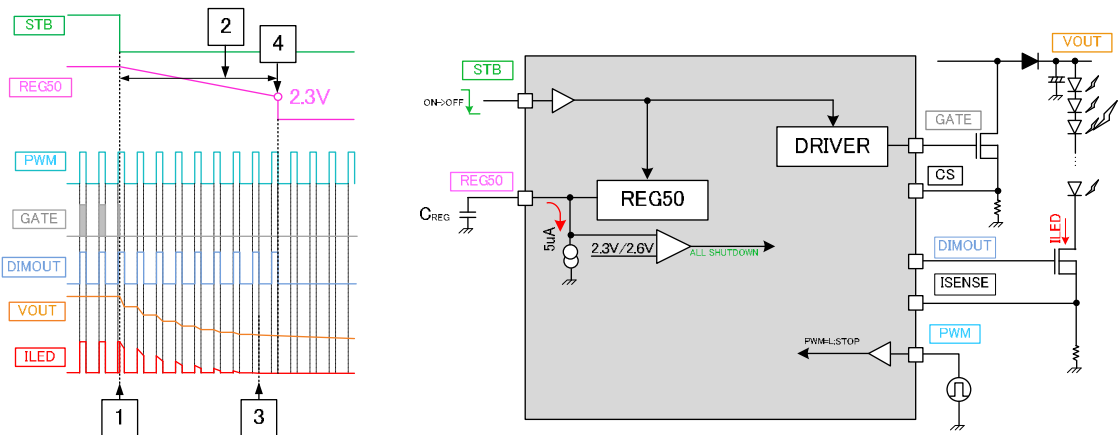 STB
REG50
PWM
GATE
DIMOUT
VOUT
ILED
2
4
2.3V
1
3
STB
ON=>OFF
REG50
CREG
5uA
REG50
2.3V/2.6V
ALL SHUTDOWN
DRIVER
PWM=L:STOP
VOUT
GATE
CS
ILED
DIMOUT
ISENSE
PWM